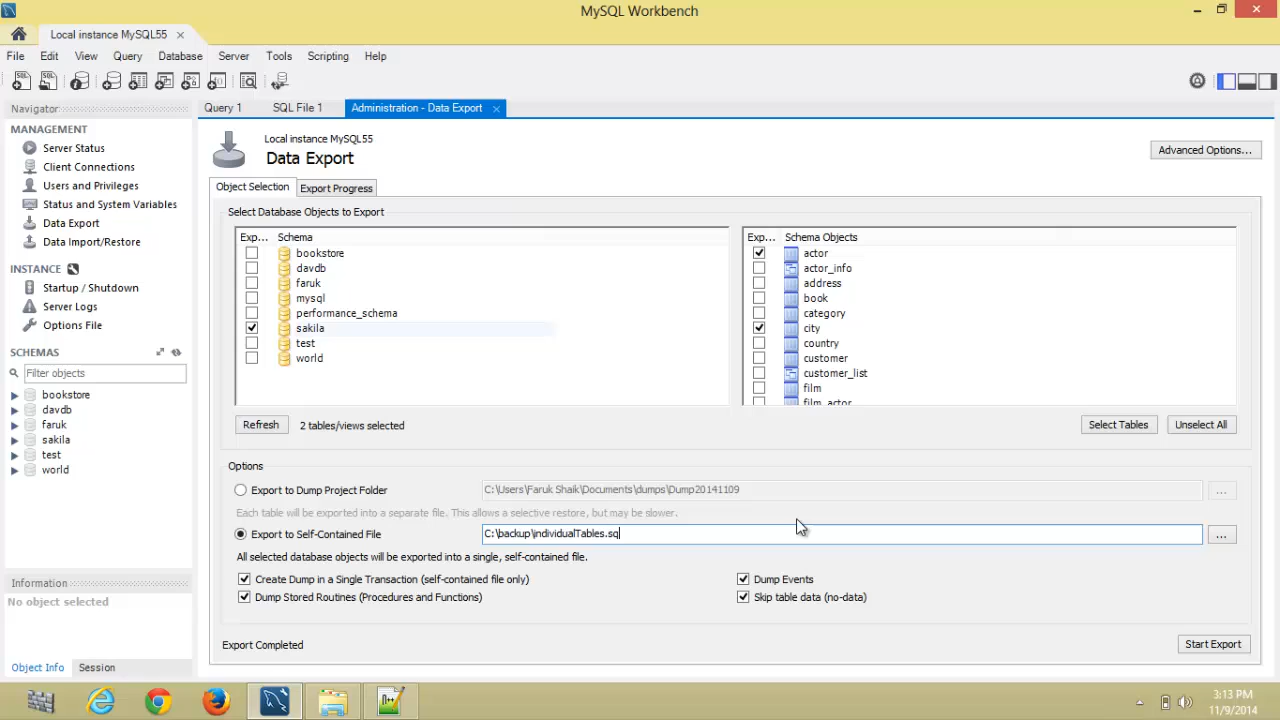 MySQL Workbench
Local instance MySQL55
File Edit View Query Database Server Tools Scripting Help
Navigator
Query 1 SQL File 1 Administration - Data Export
MANAGEMENT
Server Status
Client Connections
Users and Privileges
Status and System Variables
Data Export
Data Import/Restore
INSTANCE
Startup / Shutdown
Server Logs
Options File
SCHEMAS
Filter objects
bookstore
davdb
faruk
sakila
test
world
Information
No object selected
Object Info Session
Local instance MySQL55
Data Export
Advanced Options...
Object Selection Export Progress
Select Database Objects to Export
Exp... Schema
bookstore
davdb
faruk
mysql
performance_schema
sakila
test
world
Exp... Schema Objects
actor
actor_info
address
book
category
city
country
customer
customer_list
film
film_actor
Refresh 2 tables/views selected Select Tables Unselect All
Options
Export to Dump Project Folder C:\Users\Faruk Shaik\Documents\dumps\Dump20141109 ...
Each table will be exported into a separate file. This allows a selective restore, but may be slower.
Export to Self-Contained File C:\backup\individualTables.sq ...
All selected database objects will be exported into a single, self-contained file.
Create Dump in a Single Transaction (self-contained file only) Dump Events
Dump Stored Routines (Procedures and Functions) Skip table data (no-data)
Export Completed Start Export
3:13 PM
11/9/2014